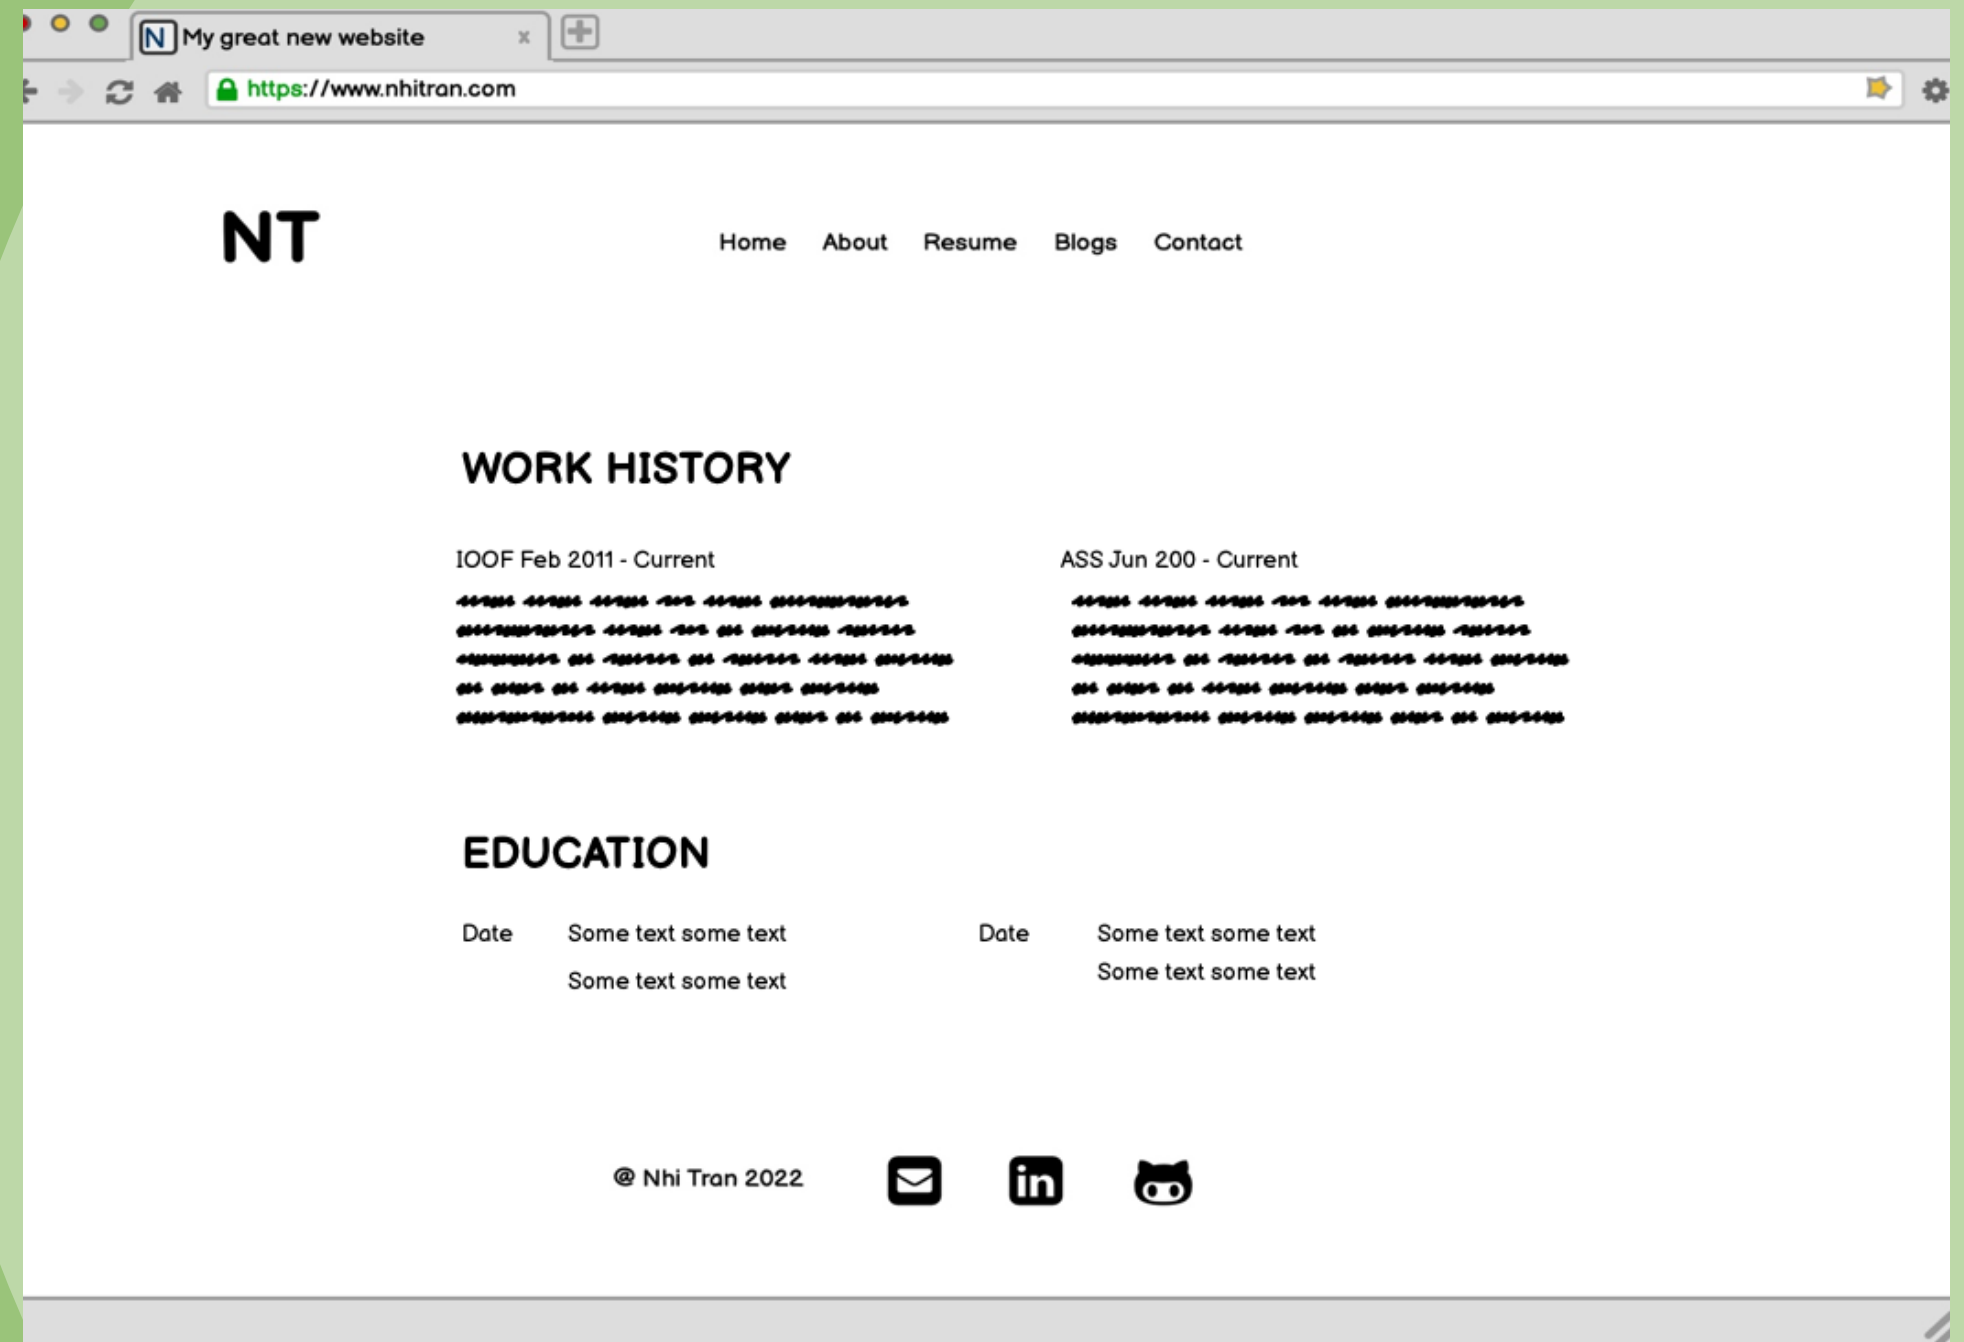 N My great new website
https://www.nhitran.com
NT
Home About Resume Blogs Contact
WORK HISTORY
IOOF Feb 2011 - Current
ASS Jun 200 - Current
EDUCATION
Date Some text some text
Some text some text
Date Some text some text
Some text some text
@ Nhi Tran 2022
in